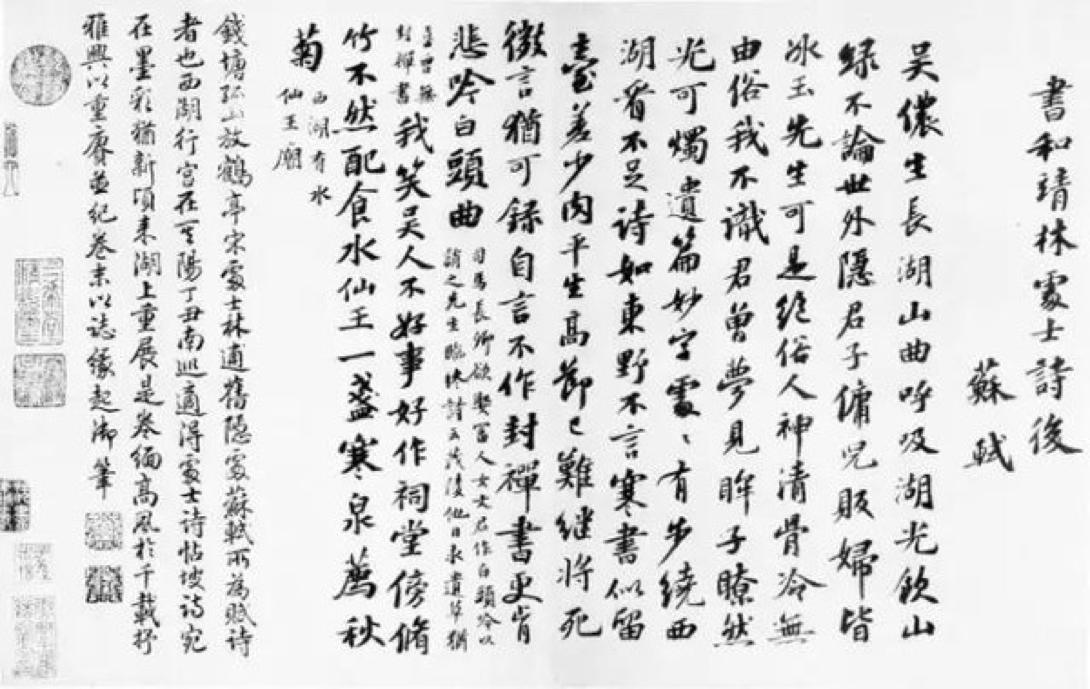 書和靖林處士詩後
蘇軾
吳儂生長湖山曲呼吸湖光飲山
綠不論世外隱君子傭兒販婦皆
冰玉先生可是絕俗人神清骨冷無
由俗我不識君曾夢見眸子瞭然
光可燭遺篇妙字處〻有步繞西
湖看不足詩如東野不言寒書似留
臺差少肉平生高節已難繼將死
微言猶可錄自言不作封禪書更肯
悲吟白頭曲
司馬長卿欲娶富人女文君作白頭吟以
誚之先生臨終詩云茂陵他日求遺草猶
喜曾無
封禪書
我笑吳人不好事好作祠堂傍脩
竹不然配食水仙王一盞寒泉薦秋
菊
西湖有水
仙王廟
錢塘孤山放鶴亭宋處士林逋舊隱處蘇軾所為賦詩
者也西湖行宮在其陽丁丑南巡適得處士詩帖坡詩宛
在墨彩猶新頃來湖上重展是卷緬高風於千載抒
雅興以重賡並紀卷末以誌緣起御筆